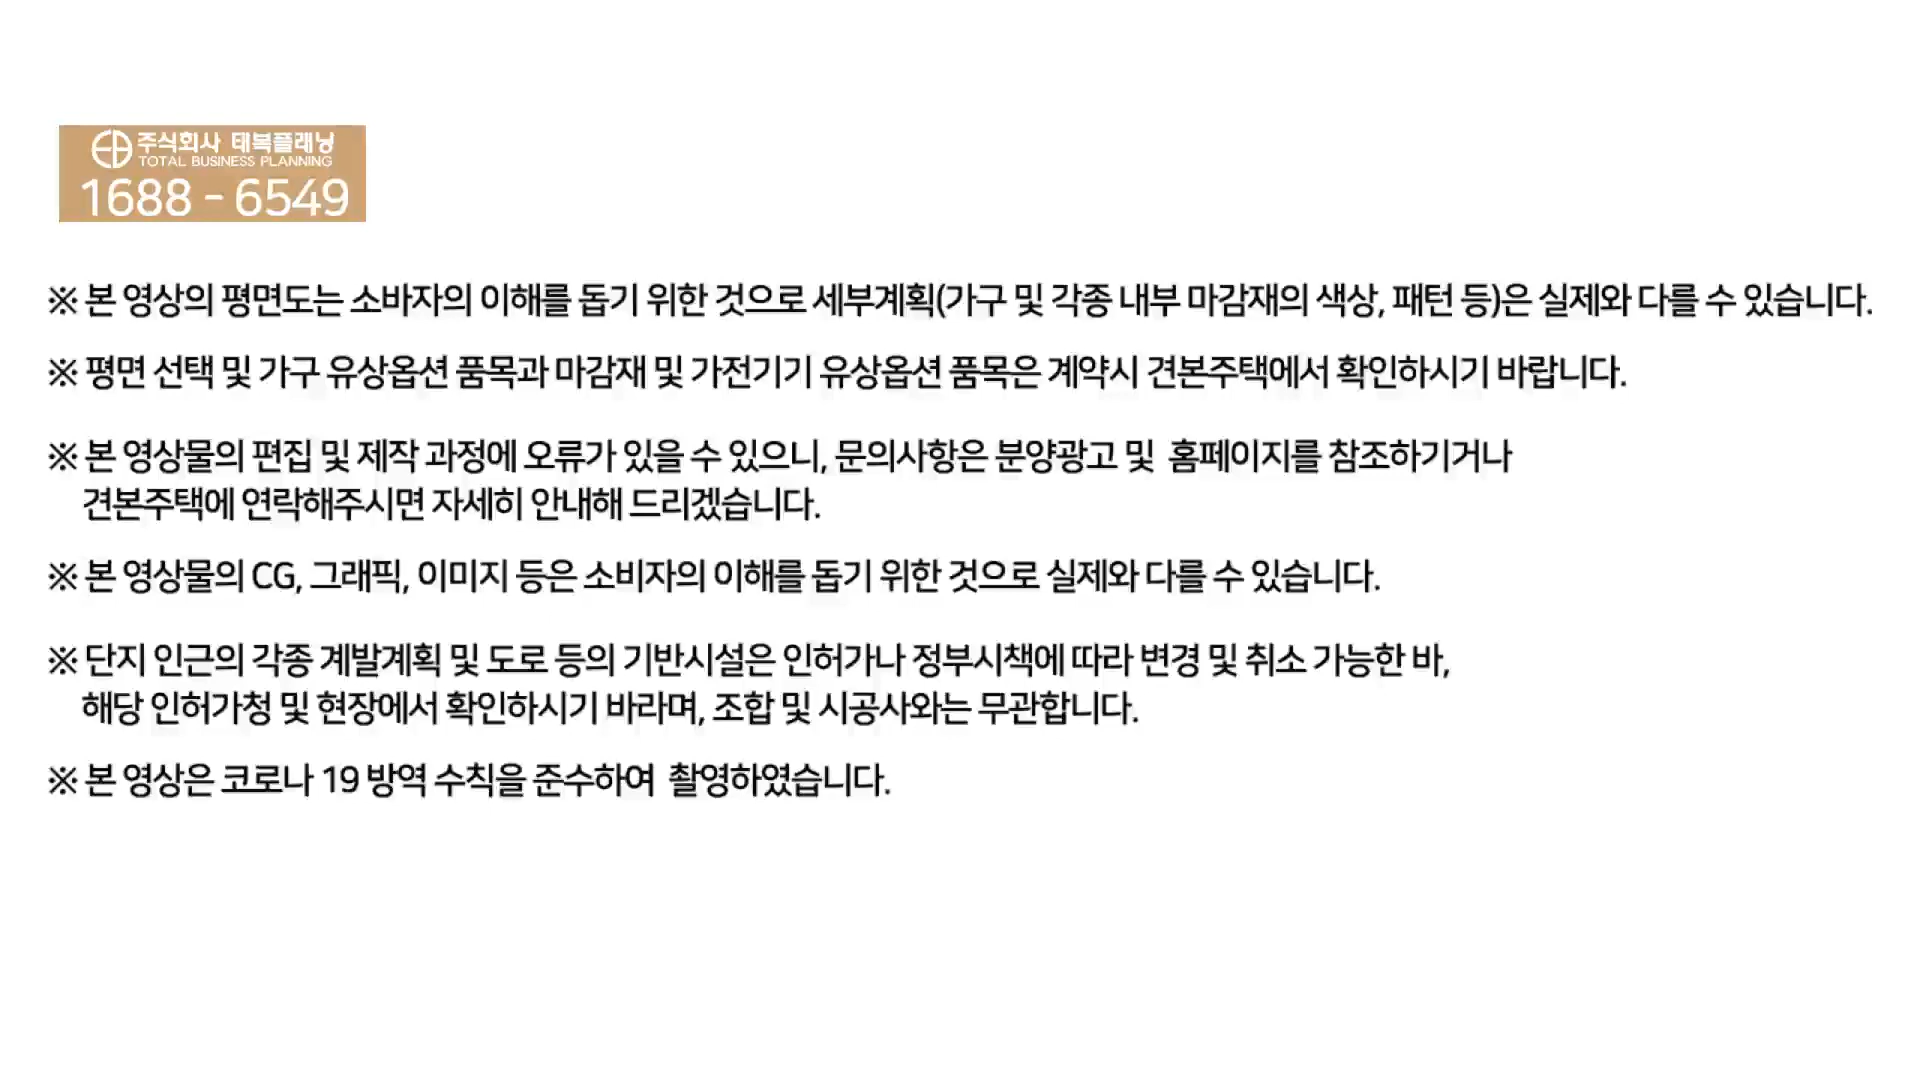 주식회사 태복플래닝
TOTAL BUSINESS PLANNING
1688 - 6549
※ 본 영상의 평면도는 소바자의 이해를 돕기 위한 것으로 세부계획(가구 및 각종 내부 마감재의 색상, 패턴 등)은 실제와 다를 수 있습니다.
※ 평면 선택 및 가구 유상옵션 품목과 마감재 및 가전기기 유상옵션 품목은 계약시 견본주택에서 확인하시기 바랍니다.
※ 본 영상물의 편집 및 제작 과정에 오류가 있을 수 있으니, 문의사항은 분양광고 및 홈페이지를 참조하기거나
견본주택에 연락해주시면 자세히 안내해 드리겠습니다.
※ 본 영상물의 CG, 그래픽, 이미지 등은 소비자의 이해를 돕기 위한 것으로 실제와 다를 수 있습니다.
※ 단지 인근의 각종 계발계획 및 도로 등의 기반시설은 인허가나 정부시책에 따라 변경 및 취소 가능한 바,
해당 인허가청 및 현장에서 확인하시기 바라며, 조합 및 시공사와는 무관합니다.
※ 본 영상은 코로나 19 방역 수칙을 준수하여 촬영하였습니다.